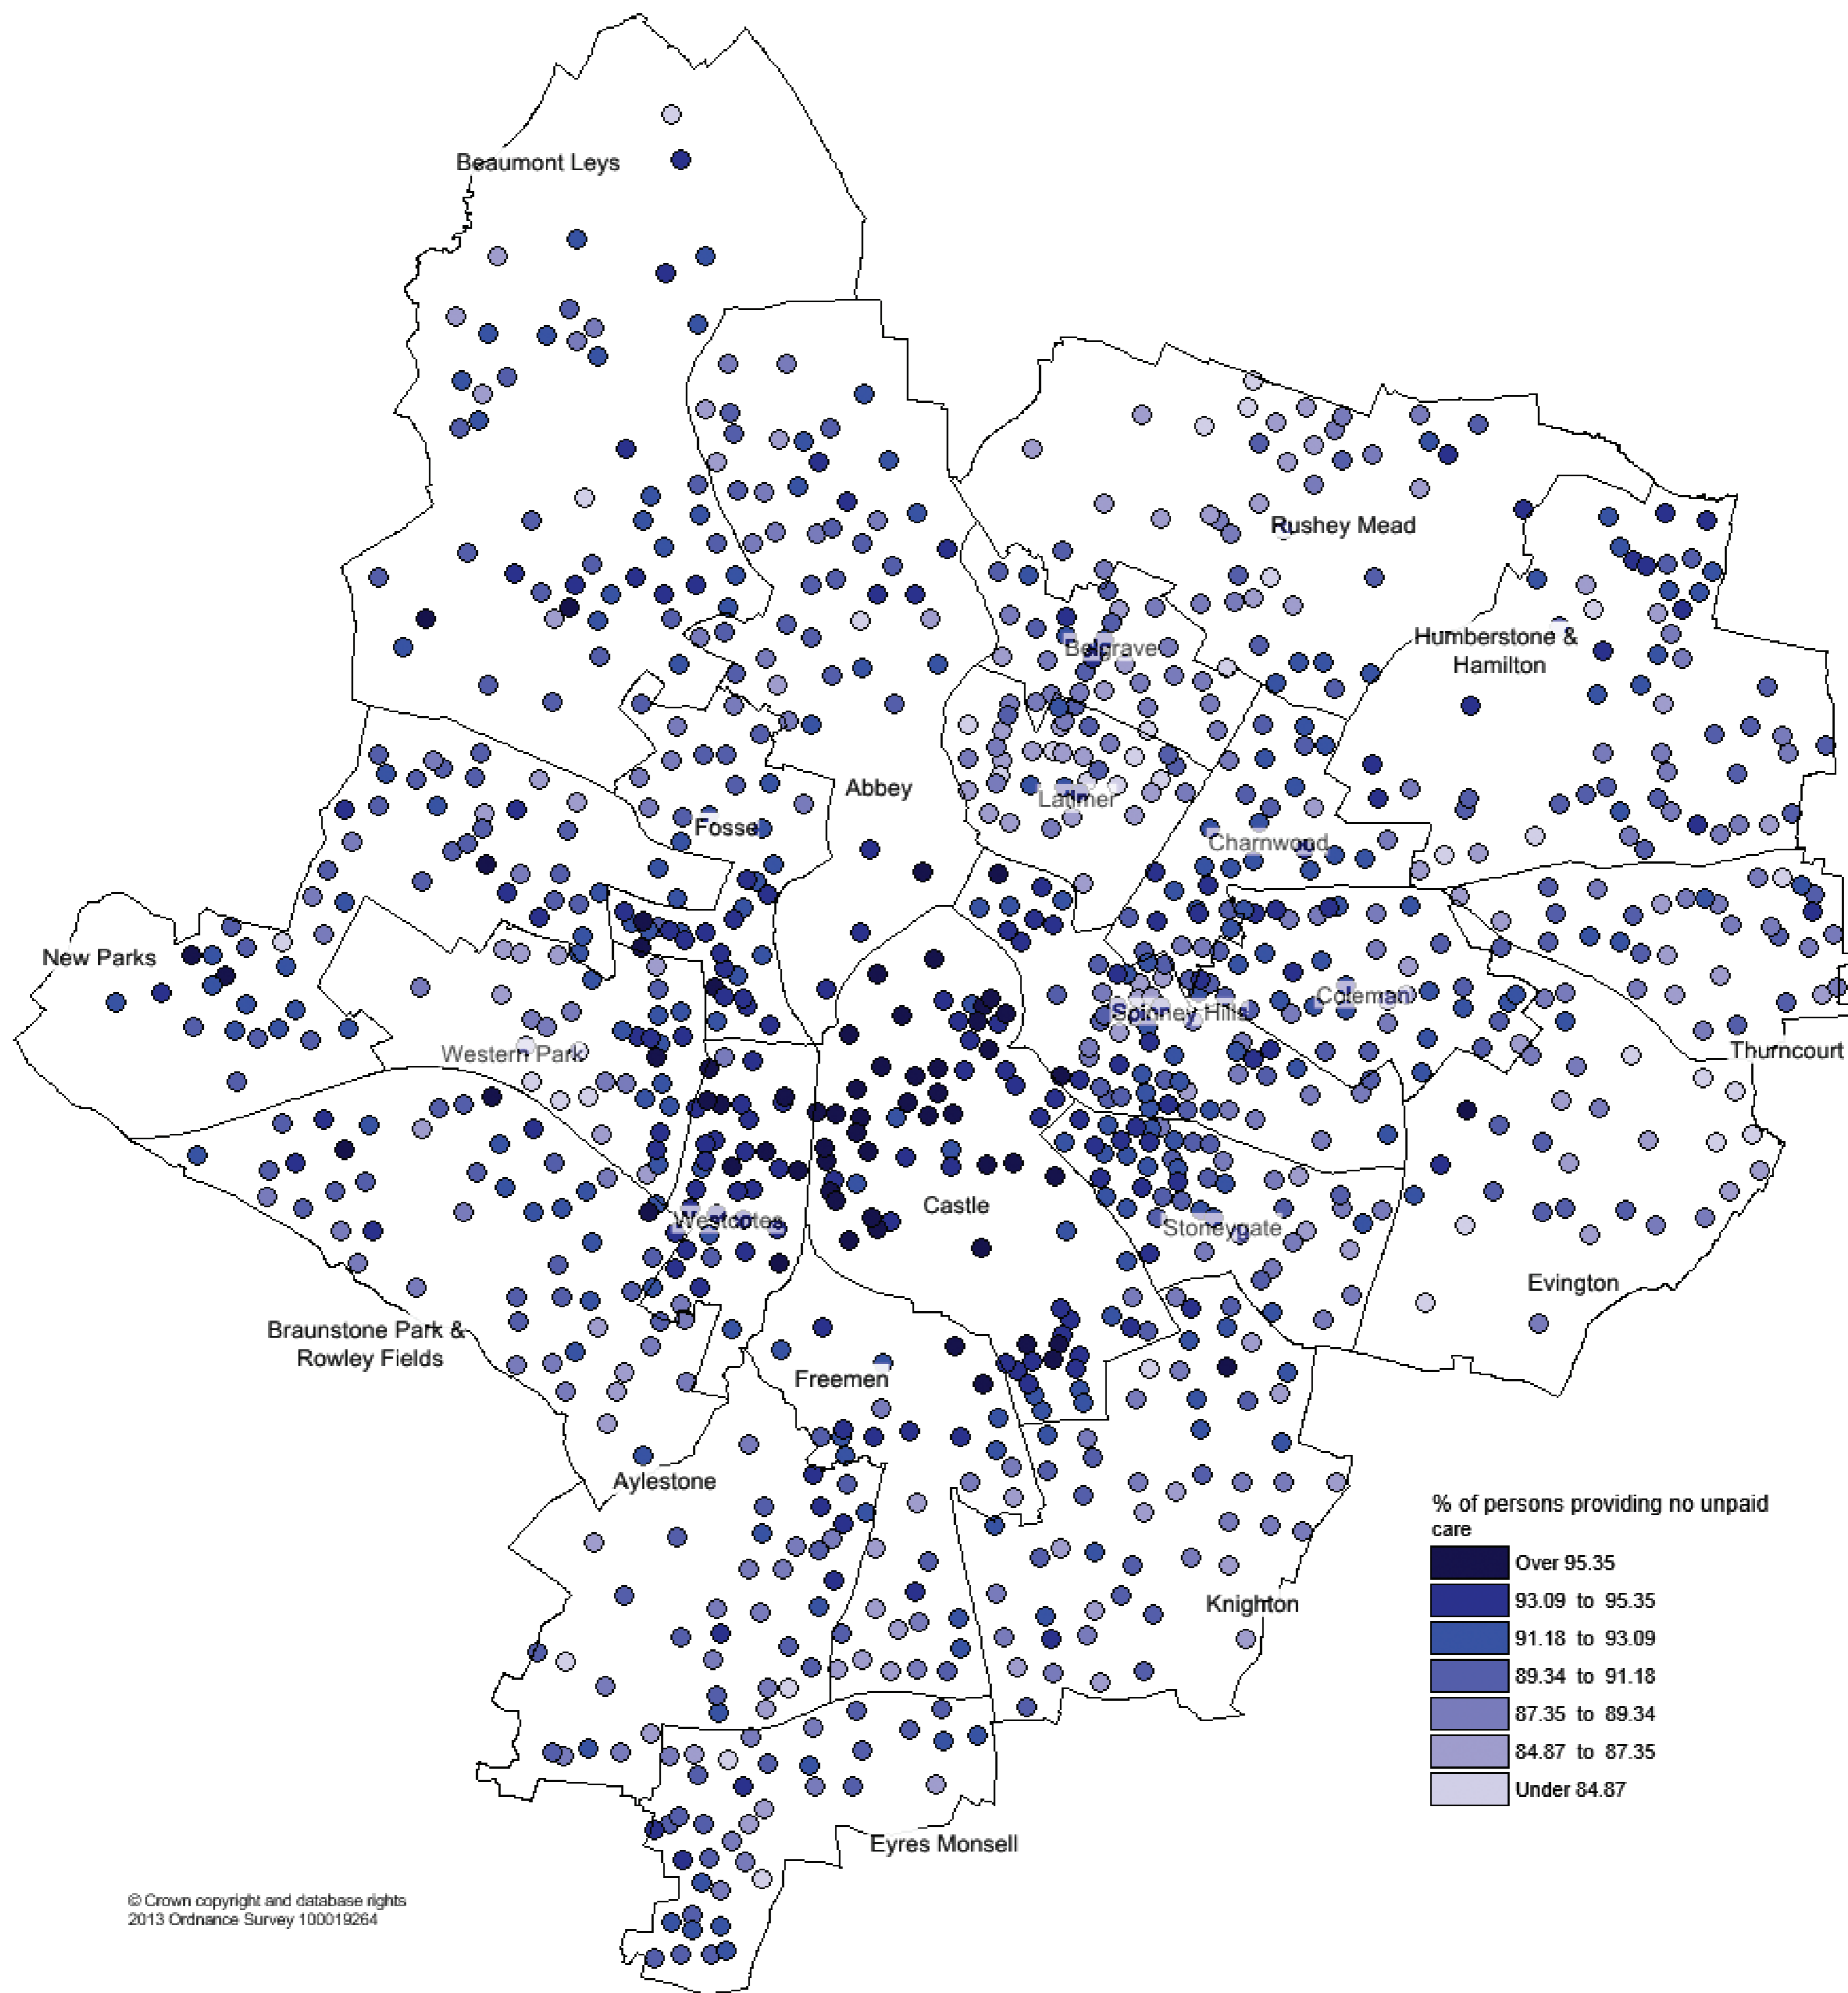 Beaumont Leys
Rushey Mead
Belgrave
Humberstone &
Hamilton
Abbey
Latimer
Fosse
Charnwood
New Parks
Coleman
Spinney Hills
Western Park
Thurncourt
Castle
Westcotes
Stoneygate
Evington
Braunstone Park &
Rowley Fields
Freemen
Aylestone
% of persons providing no unpaid
care
Over 95.35
93.09 to 95.35
91.18 to 93.09
89.34 to 91.18
87.35 to 89.34
84.87 to 87.35
Under 84.87
Knighton
Eyres Monsell
© Crown copyright and database rights
2013 Ordnance Survey 100019264